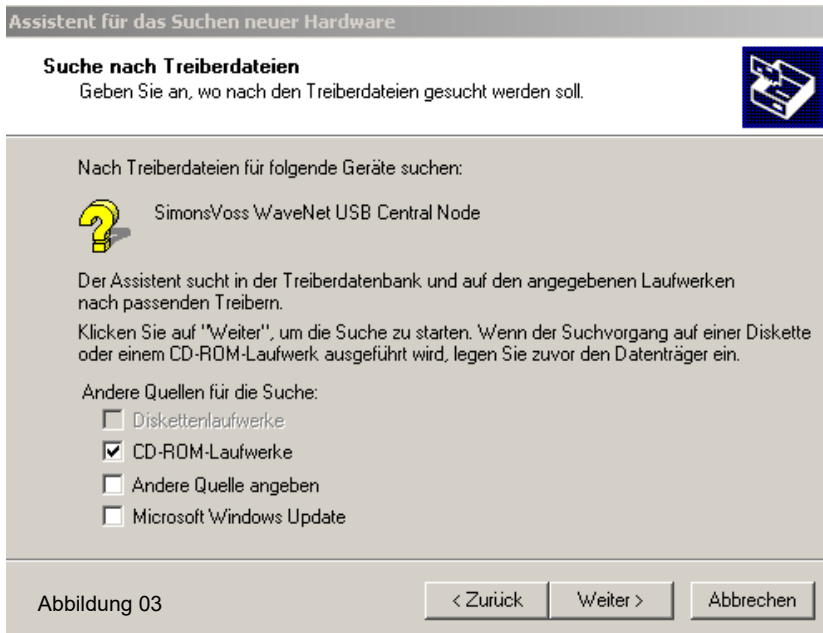 Assistent für das Suchen neuer Hardware
Suche nach Treiberdateien
Geben Sie an, wo nach den Treiberdateien gesucht werden soll.
Nach Treiberdateien für folgende Geräte suchen:
SimonsVoss WaveNet USB Central Node
Der Assistent sucht in der Treiberdatenbank und auf den angegebenen Laufwerken
nach passenden Treibern.
Klicken Sie auf "Weiter", um die Suche zu starten. Wenn der Suchvorgang auf einer Diskette
oder einem CD-ROM-Laufwerk ausgeführt wird, legen Sie zuvor den Datenträger ein.
Andere Quellen für die Suche:
Diskettenlaufwerke
CD-ROM-Laufwerke
Andere Quelle angeben
Microsoft Windows Update
Abbildung 03 < Zurück Weiter > Abbrechen